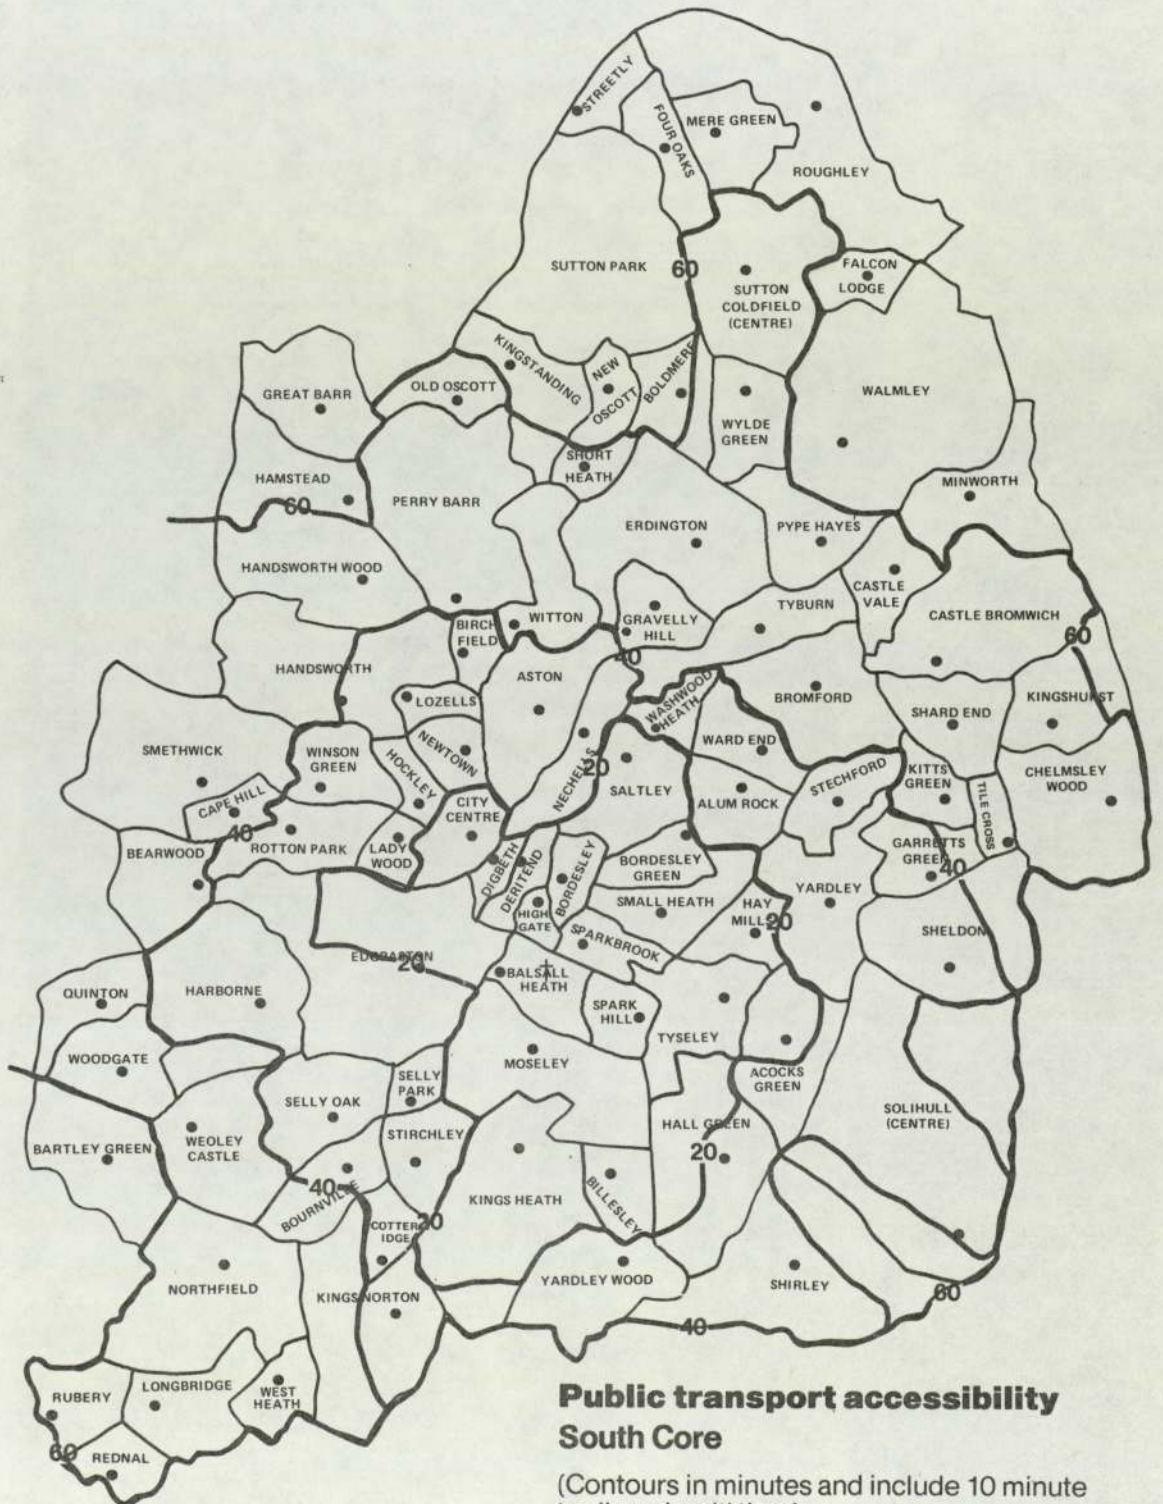 STREETLY
FOUR OAKS
MERE GREEN
ROUGHLEY
SUTTON PARK
60
SUTTON
COLDFIELD
(CENTRE)
FALCON
LODGE
KINGSTANDING
NEW
OSCOTT
BOLDMERE
GREAT BARR
OLD OSCOTT
WALMLEY
WYLDE
GREEN
SHORT
HEATH
HAMSTEAD
60
PERRY BARR
MINWORTH
ERDINGTON
PYPE HAYES
HANDSWORTH WOOD
CASTLE
VALE
TYBURN
CASTLE BROMWICH
WITTON
BIRCH
FIELD
GRAVELLY
HILL
60
40
HANDSWORTH
ASTON
LOZELLS
WASHWOOD
HEATH
BROMFORD
KINGSHURST
SHARD END
SMETHWICK
WINSON
GREEN
HOCKLEY
NEWTOWN
WARD END
NECHELLS
20
SALTLEY
STECHFORD
KITTS
GREEN
CHELMSLEY
WOOD
TILE CROSS
CAPE HILL
CITY
CENTRE
ALUM ROCK
40
ROTTON PARK
LADY
WOOD
BEARWOOD
DIGBETH
DERITEND
BORDESLEY
BORDESLEY
GREEN
GARRETTS
GREEN
40
YARDLEY
HIGH
GATE
SMALL HEATH
HAY
MILLS
20
SHELDON
SPARKBROOK
EDGBASTON
20
BALSALL
HEATH
QUINTON
HARBORNE
SPARK
HILL
TYSELEY
WOODGATE
MOSELEY
ACOCKS
GREEN
SELLY
PARK
SELLY OAK
SOLIHULL
(CENTRE)
HALL GREEN
STIRCHLEY
WEOLEY
CASTLE
BARTLEY GREEN
20
40
BOURNVILLE
KINGS HEATH
BILLESLEY
COTTER
IDGE
20
NORTHFIELD
KINGS NORTON
YARDLEY WOOD
SHIRLEY
60
40
RUBERY
LONGBRIDGE
WEST
HEATH
60
REDNAL
Public transport accessibility
South Core
(Contours in minutes and include 10 minute